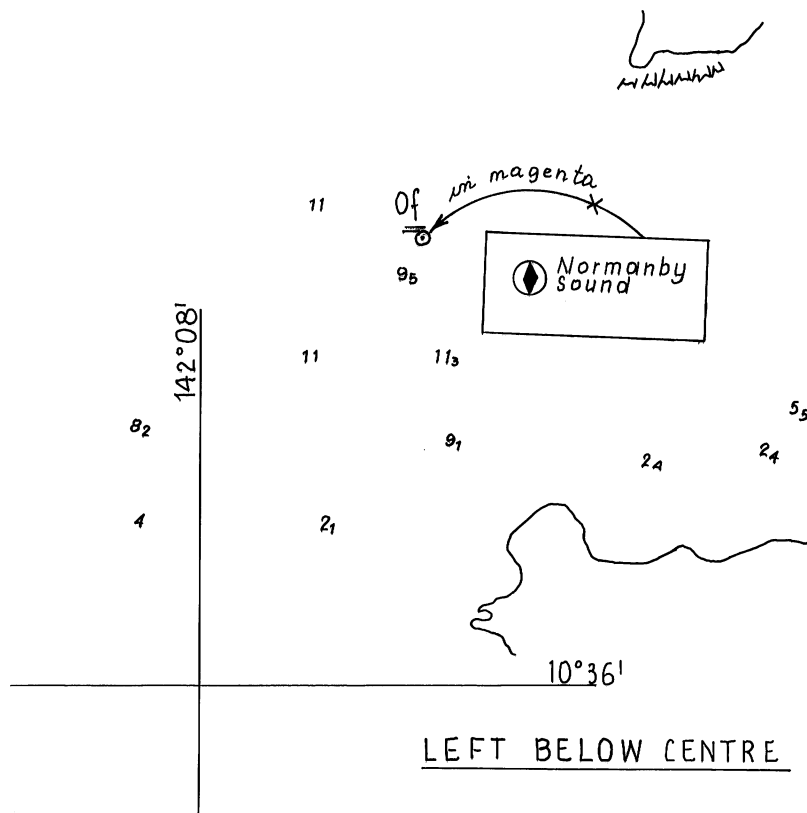 in magenta
11
Of
9₅
Normanby
Sound
142°08'
11
11₃
8₂
9₁
5₅
2₄
2₄
4
2₁
10°36'
LEFT BELOW CENTRE